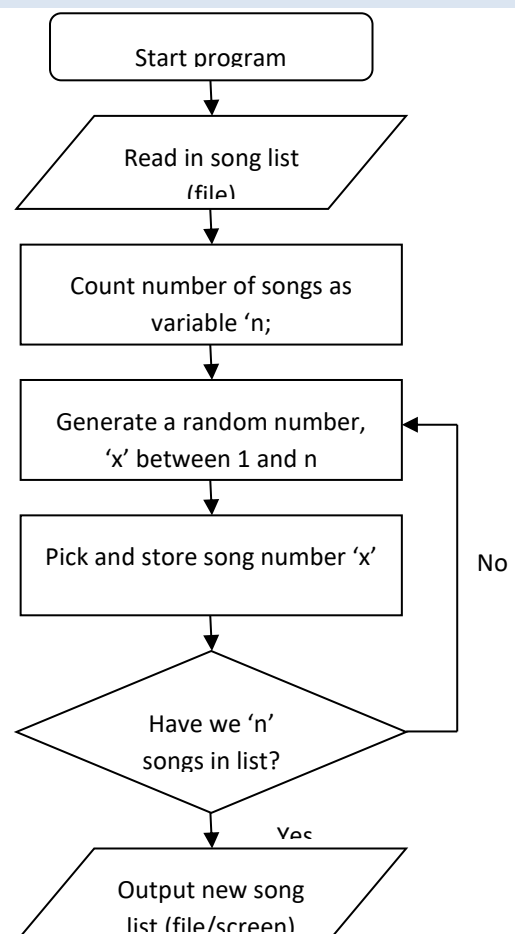 Start program
Read in song list
(file)
Count number of songs as
variable ‘n;
Generate a random number,
‘x’ between 1 and n
Pick and store song number ‘x’
No
Have we ‘n’
songs in list?
Yes
Output new song
list (file/screen)